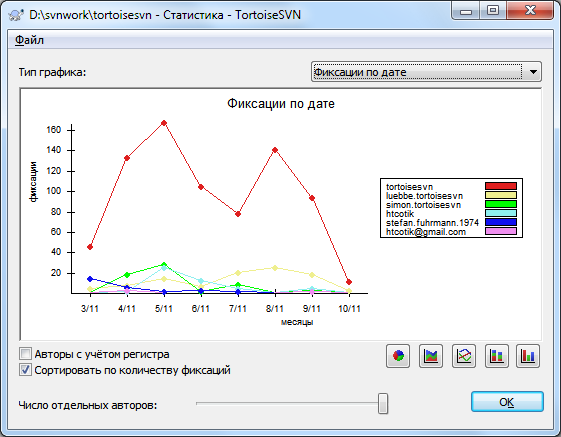 D:\svnwork\tortoisesvn - Статистика - TortoiseSVN
Файл
Тип графика:
Фиксации по дате
Фиксации по дате
фиксации
160
140
120
100
80
60
40
20
3/11 4/11 5/11 6/11 7/11 8/11 9/11 10/11
месяцы
tortoisesvn
luebbe.tortoisesvn
simon.tortoisesvn
htcotik
stefan.fuhrmann.1974
htcotik@gmail.com
Авторы с учётом регистра
Сортировать по количеству фиксаций
Число отдельных авторов:
OK